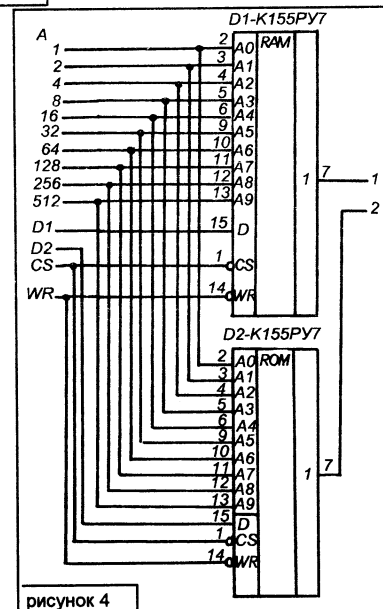 D1-К155РУ7
A
1 2 A0 RAM
2 3 A1
4 4 A2
8 5 A3
16 6 A4
32 9 A5
64 10 A6
128 11 A7 1 7 1
256 12 A8 2
512 13 A9
D1 15 D
D2
CS 1 CS
WR 14 WR
D2-К155РУ7
2 A0 ROM
3 A1
4 A2
5 A3
6 A4
9 A5
10 A6
11 A7 1 7
12 A8
13 A9
15 D
1 CS
14 WR
рисунок 4